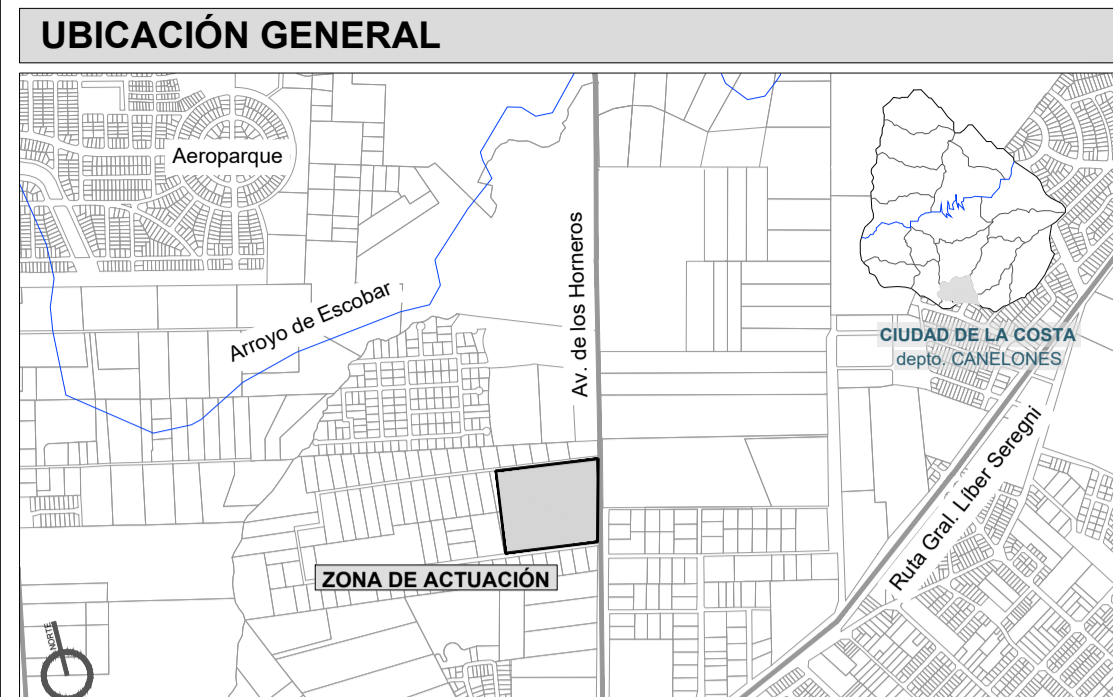 UBICACIÓN GENERAL
Aeroparque
Arroyo de Escobar
Av. de los Horneros
CIUDAD DE LA COSTA
depto. CANELONES
Ruta Gral. Líber Seregni
ZONA DE ACTUACIÓN
NORTE